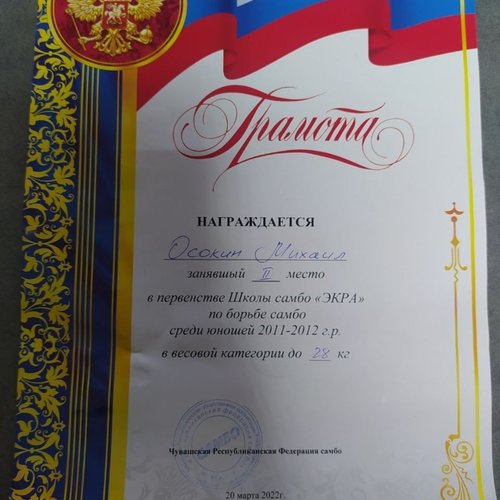 Грамота
НАГРАЖДАЕТСЯ
Осокин Михаил
занявший II место
в первенстве Школы самбо «ЭКРА»
по борьбе самбо
среди юношей 2011-2012 г.р.
в весовой категории до 28 кг
САМБО
Чувашская Республиканская Федерация самбо
20 марта 2022г.